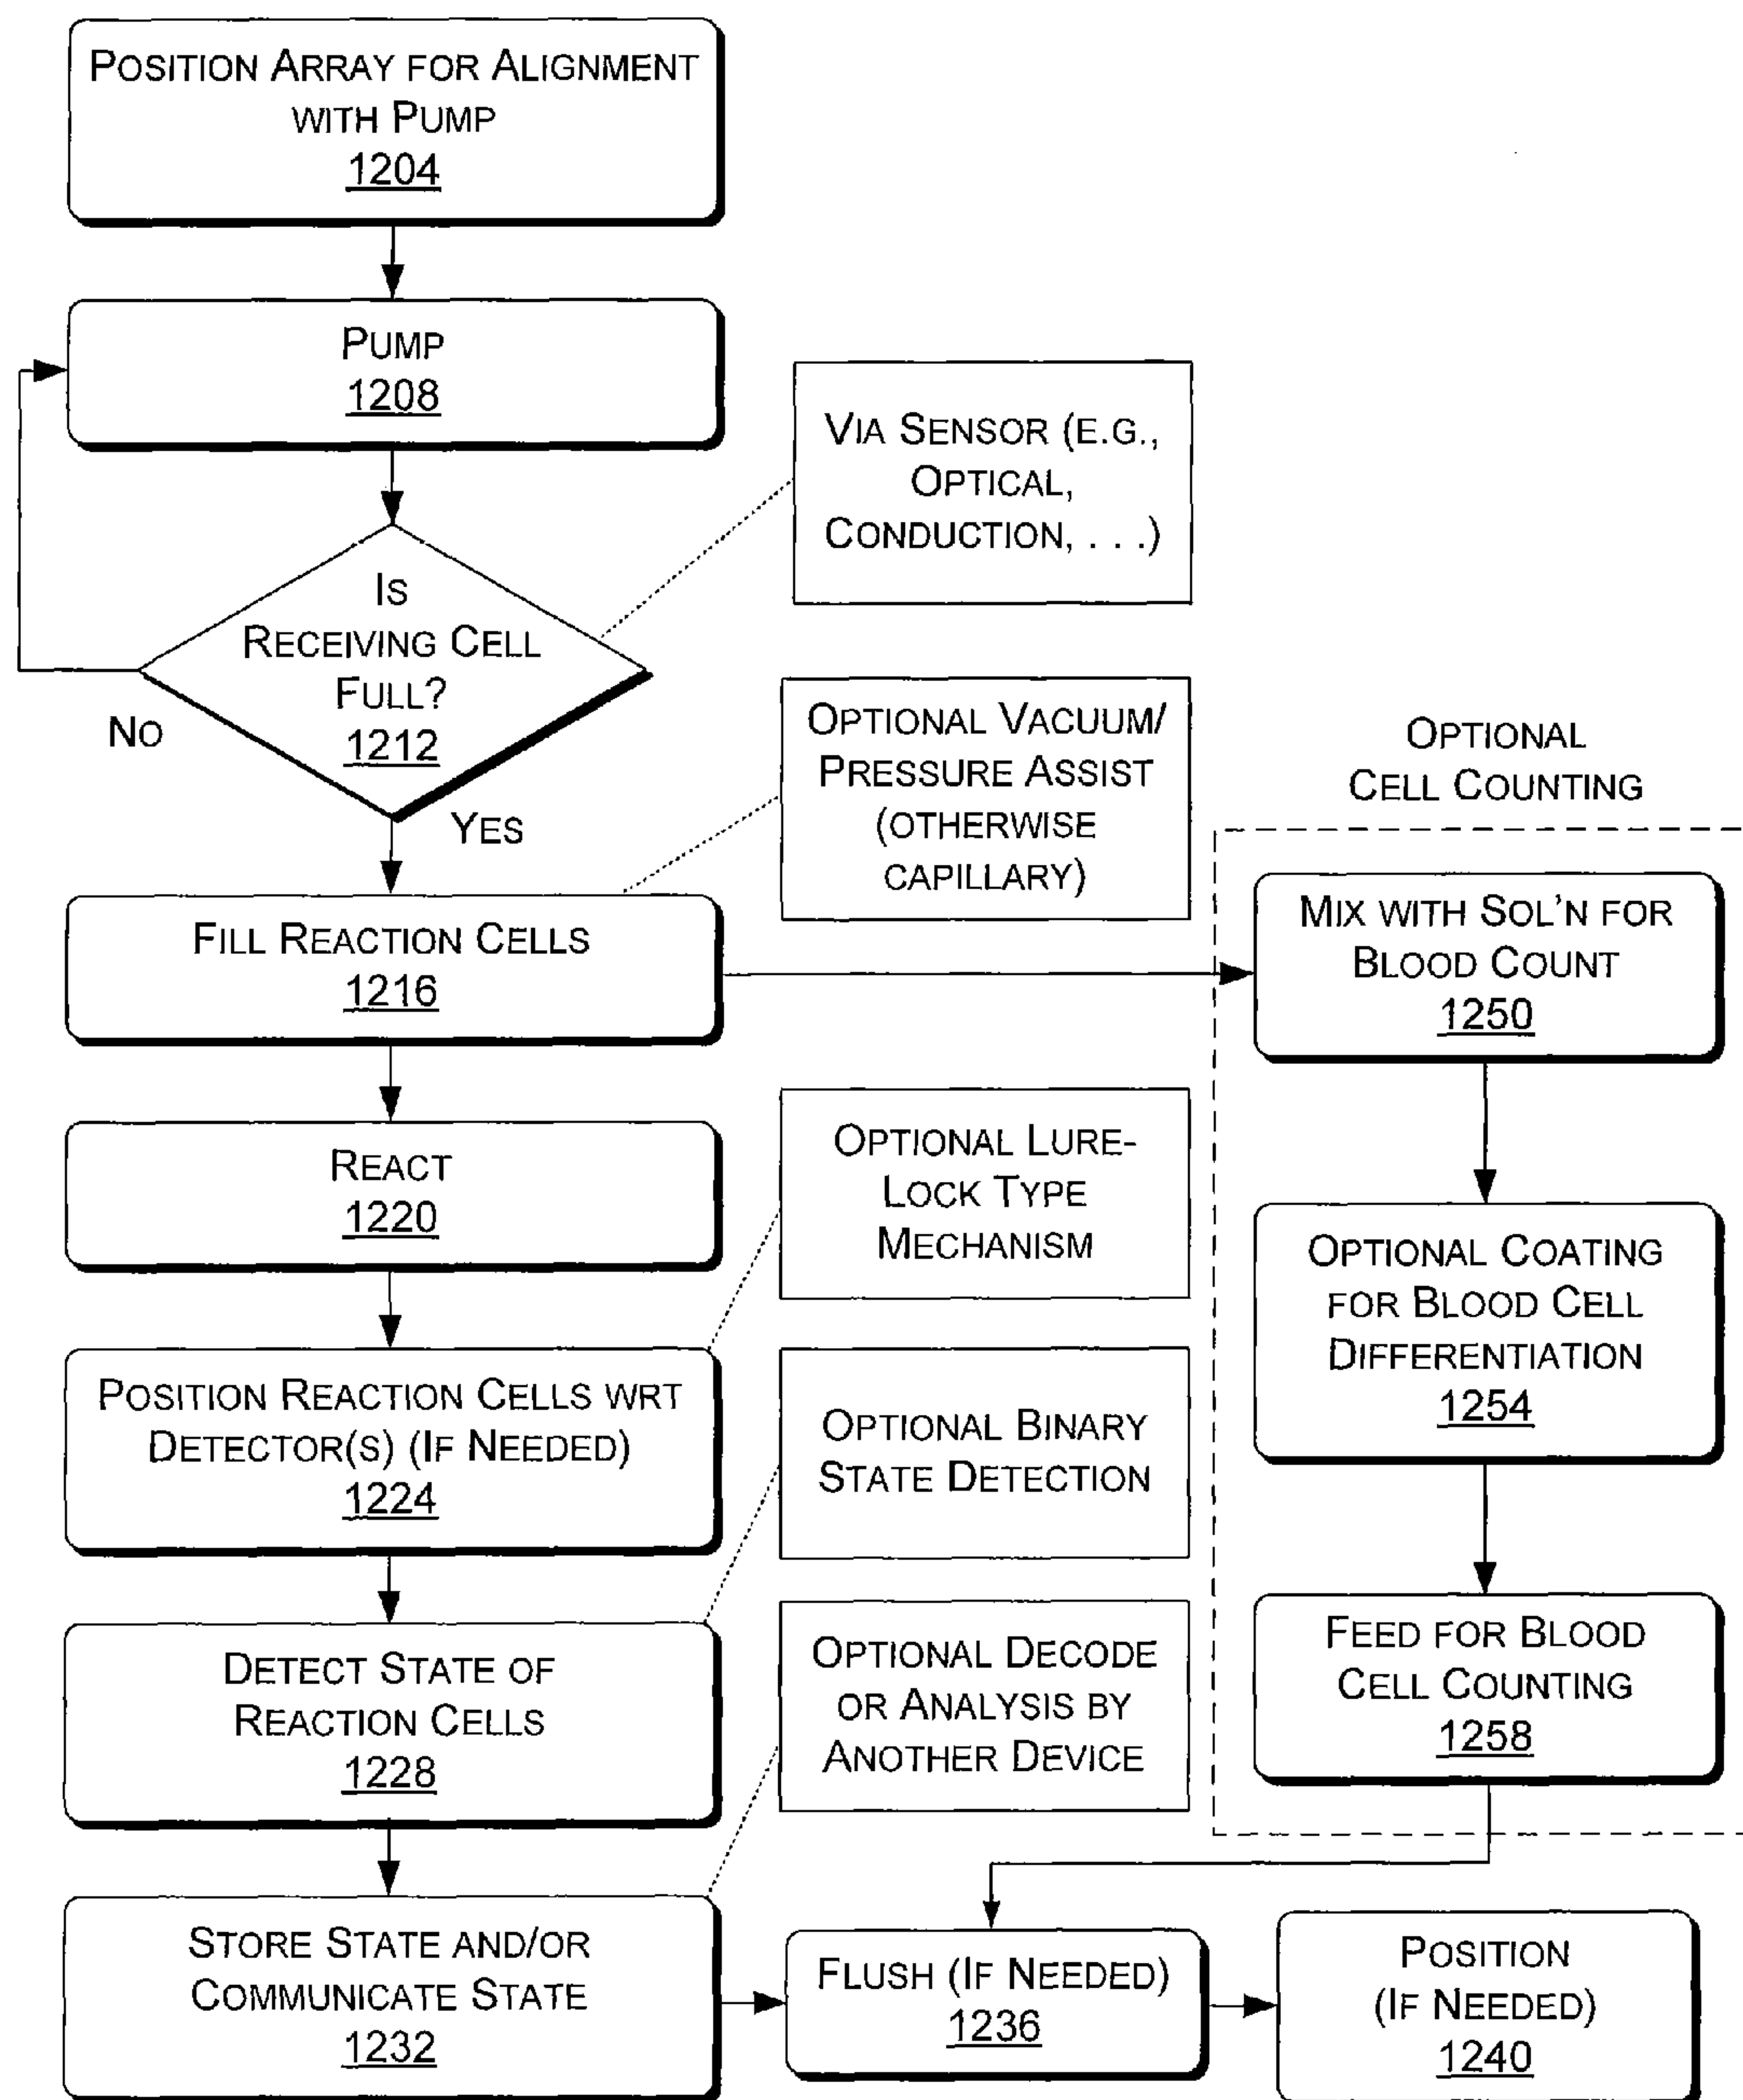 Position Array for Alignment
with Pump
1204
Pump
1208
Via Sensor (e.g.,
Optical,
Conduction, . . .)
Is
Receiving Cell
Full?
1212
No
Yes
Optional Vacuum/
Pressure Assist
(otherwise
capillary)
Optional
Cell Counting
Fill Reaction Cells
1216
Mix with Sol'n for
Blood Count
1250
React
1220
Optional Lure-
Lock Type
Mechanism
Optional Coating
for Blood Cell
Differentiation
1254
Position Reaction Cells wrt
Detector(s) (If Needed)
1224
Optional Binary
State Detection
Detect State of
Reaction Cells
1228
Optional Decode
or Analysis by
Another Device
Feed for Blood
Cell Counting
1258
Store State and/or
Communicate State
1232
Flush (If Needed)
1236
Position
(If Needed)
1240